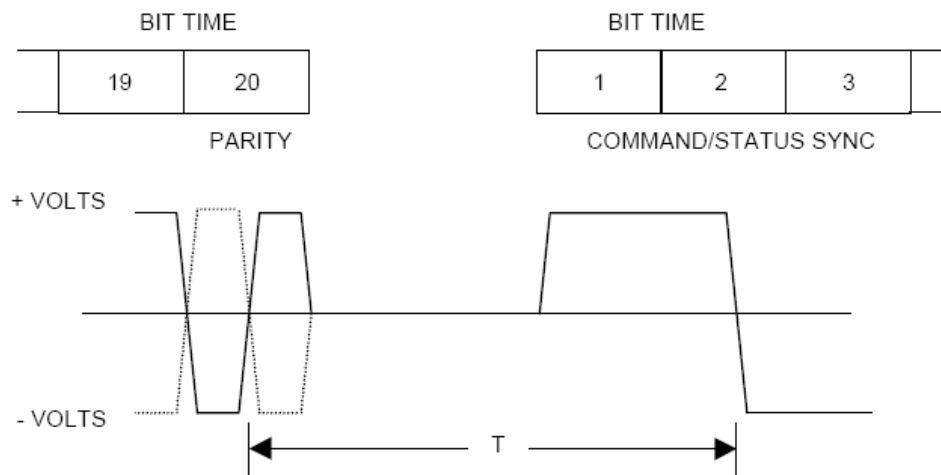 BIT TIME BIT TIME
19 20 1 2 3
PARITY COMMAND/STATUS SYNC
+ VOLTS
- VOLTS
T